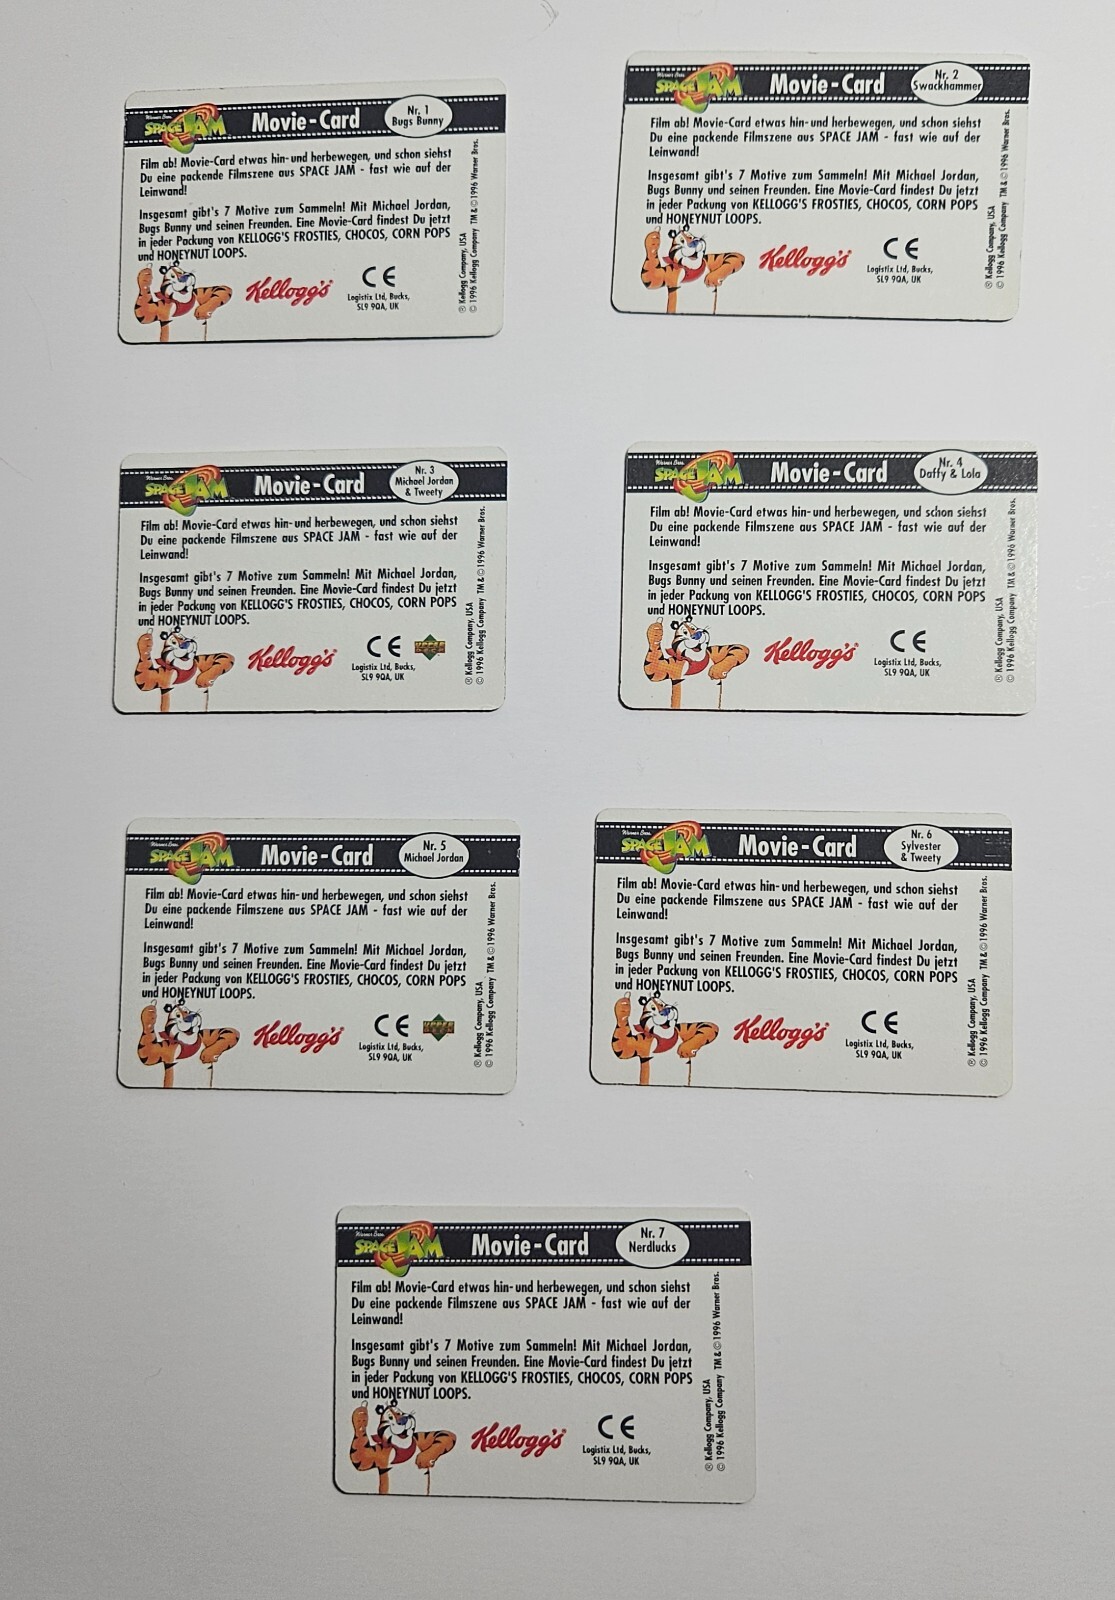 Warner Bros.
SPACE JAM
Movie-Card
Nr. 1
Bugs Bunny
Film ab! Movie-Card etwas hin-und herbewegen, und schon siehst
Du eine packende Filmszene aus SPACE JAM - fast wie auf der
Leinwand!
Insgesamt gibt's 7 Motive zum Sammeln! Mit Michael Jordan,
Bugs Bunny und seinen Freunden. Eine Movie-Card findest Du jetzt
in jeder Packung von KELLOGG'S FROSTIES, CHOCOS, CORN POPS
und HONEYNUT LOOPS.
Kellogg's
CE
Logistix Ltd, Bucks,
SL9 9QA, UK
® Kellogg Company, USA
© 1996 Kellogg Company TM & © 1996 Warner Bros.
Warner Bros.
SPACE JAM
Movie-Card
Nr. 2
Swackhammer
Film ab! Movie-Card etwas hin-und herbewegen, und schon siehst
Du eine packende Filmszene aus SPACE JAM - fast wie auf der
Leinwand!
Insgesamt gibt's 7 Motive zum Sammeln! Mit Michael Jordan,
Bugs Bunny und seinen Freunden. Eine Movie-Card findest Du jetzt
in jeder Packung von KELLOGG'S FROSTIES, CHOCOS, CORN POPS
und HONEYNUT LOOPS.
Kellogg's
CE
Logistix Ltd, Bucks,
SL9 9QA, UK
® Kellogg Company, USA
© 1996 Kellogg Company TM & © 1996 Warner Bros.
Warner Bros.
SPACE JAM
Movie-Card
Nr. 3
Michael Jordan
& Tweety
Film ab! Movie-Card etwas hin-und herbewegen, und schon siehst
Du eine packende Filmszene aus SPACE JAM - fast wie auf der
Leinwand!
Insgesamt gibt's 7 Motive zum Sammeln! Mit Michael Jordan,
Bugs Bunny und seinen Freunden. Eine Movie-Card findest Du jetzt
in jeder Packung von KELLOGG'S FROSTIES, CHOCOS, CORN POPS
und HONEYNUT LOOPS.
Kellogg's
CE
Logistix Ltd, Bucks,
SL9 9QA, UK
® Kellogg Company, USA
© 1996 Kellogg Company TM & © 1996 Warner Bros.
Warner Bros.
SPACE JAM
Movie-Card
Nr. 4
Daffy & Lola
Film ab! Movie-Card etwas hin-und herbewegen, und schon siehst
Du eine packende Filmszene aus SPACE JAM - fast wie auf der
Leinwand!
Insgesamt gibt's 7 Motive zum Sammeln! Mit Michael Jordan,
Bugs Bunny und seinen Freunden. Eine Movie-Card findest Du jetzt
in jeder Packung von KELLOGG'S FROSTIES, CHOCOS, CORN POPS
und HONEYNUT LOOPS.
Kellogg's
CE
Logistix Ltd, Bucks,
SL9 9QA, UK
® Kellogg Company, USA
© 1996 Kellogg Company TM & © 1996 Warner Bros.
Warner Bros.
SPACE JAM
Movie-Card
Nr. 5
Michael Jordan
Film ab! Movie-Card etwas hin-und herbewegen, und schon siehst
Du eine packende Filmszene aus SPACE JAM - fast wie auf der
Leinwand!
Insgesamt gibt's 7 Motive zum Sammeln! Mit Michael Jordan,
Bugs Bunny und seinen Freunden. Eine Movie-Card findest Du jetzt
in jeder Packung von KELLOGG'S FROSTIES, CHOCOS, CORN POPS
und HONEYNUT LOOPS.
Kellogg's
CE
Logistix Ltd, Bucks,
SL9 9QA, UK
® Kellogg Company, USA
© 1996 Kellogg Company TM & © 1996 Warner Bros.
Warner Bros.
SPACE JAM
Movie-Card
Nr. 6
Sylvester
& Tweety
Film ab! Movie-Card etwas hin-und herbewegen, und schon siehst
Du eine packende Filmszene aus SPACE JAM - fast wie auf der
Leinwand!
Insgesamt gibt's 7 Motive zum Sammeln! Mit Michael Jordan,
Bugs Bunny und seinen Freunden. Eine Movie-Card findest Du jetzt
in jeder Packung von KELLOGG'S FROSTIES, CHOCOS, CORN POPS
und HONEYNUT LOOPS.
Kellogg's
CE
Logistix Ltd, Bucks,
SL9 9QA, UK
® Kellogg Company, USA
© 1996 Kellogg Company TM & © 1996 Warner Bros.
Warner Bros.
SPACE JAM
Movie-Card
Nr. 7
Nerdlucks
Film ab! Movie-Card etwas hin-und herbewegen, und schon siehst
Du eine packende Filmszene aus SPACE JAM - fast wie auf der
Leinwand!
Insgesamt gibt's 7 Motive zum Sammeln! Mit Michael Jordan,
Bugs Bunny und seinen Freunden. Eine Movie-Card findest Du jetzt
in jeder Packung von KELLOGG'S FROSTIES, CHOCOS, CORN POPS
und HONEYNUT LOOPS.
Kellogg's
CE
Logistix Ltd, Bucks,
SL9 9QA, UK
® Kellogg Company, USA
© 1996 Kellogg Company TM & © 1996 Warner Bros.